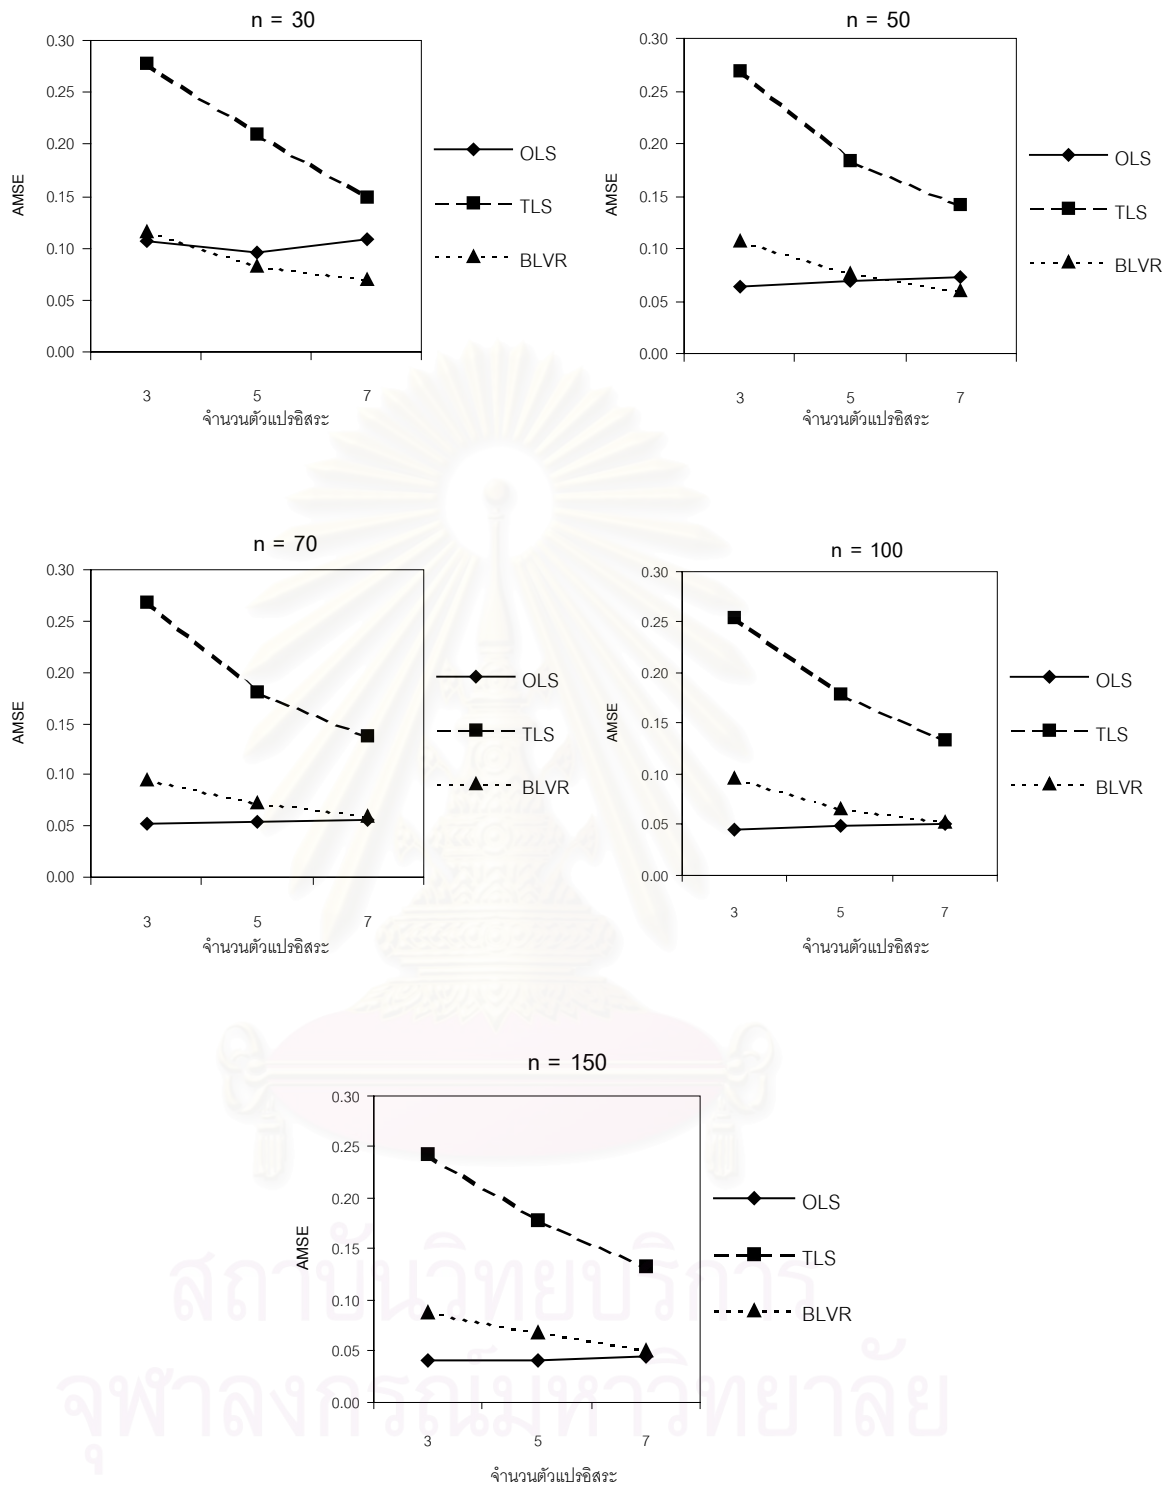 n = 30
0.30
0.25
0.20
0.15
0.10
0.05
0.00
AMSE
3 5 7
จำนวนตัวแปรอิสระ
OLS
TLS
BLVR
n = 50
0.30
0.25
0.20
0.15
0.10
0.05
0.00
AMSE
3 5 7
จำนวนตัวแปรอิสระ
OLS
TLS
BLVR
n = 70
0.30
0.25
0.20
0.15
0.10
0.05
0.00
AMSE
3 5 7
จำนวนตัวแปรอิสระ
OLS
TLS
BLVR
n = 100
0.30
0.25
0.20
0.15
0.10
0.05
0.00
AMSE
3 5 7
จำนวนตัวแปรอิสระ
OLS
TLS
BLVR
n = 150
0.30
0.25
0.20
0.15
0.10
0.05
0.00
AMSE
3 5 7
จำนวนตัวแปรอิสระ
OLS
TLS
BLVR
สถาบันวิทยบริการ
จุฬาลงกรณ์มหาวิทยาลัย